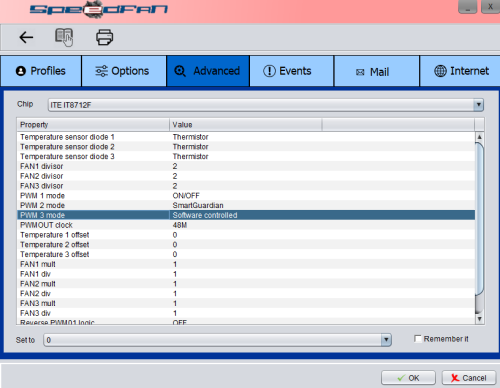 SpeedFan
_ X
Profiles Options Advanced Events Mail Internet
Chip ITE IT8712F
Property Value
Temperature sensor diode 1 Thermistor
Temperature sensor diode 2 Thermistor
Temperature sensor diode 3 Thermistor
FAN1 divisor 2
FAN2 divisor 2
FAN3 divisor 2
PWM 1 mode ON/OFF
PWM 2 mode SmartGuardian
PWM 3 mode Software controlled
PWMOUT clock 48M
Temperature 1 offset 0
Temperature 2 offset 0
Temperature 3 offset 0
FAN1 mult 1
FAN1 div 1
FAN2 mult 1
FAN2 div 1
FAN3 mult 1
FAN3 div 1
Reverse PWM01 logic OFF
Set to 0 Remember it
OK Cancel